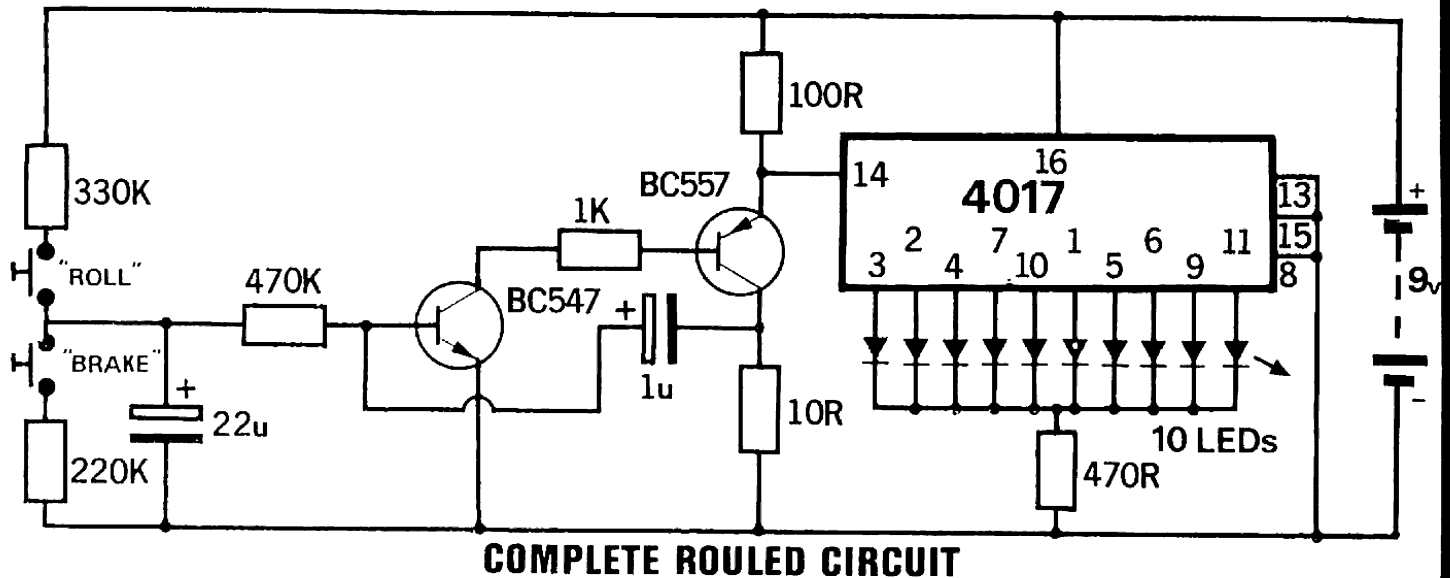 100R
330K
BC557
14
16
4017
13
+
1K
"ROLL"
470K
BC547
+
2
7
1
6
11
15
3
4
10
5
9
8
9v
"BRAKE"
+
22u
1u
10R
10 LEDs
-
220K
470R
COMPLETE ROULED CIRCUIT